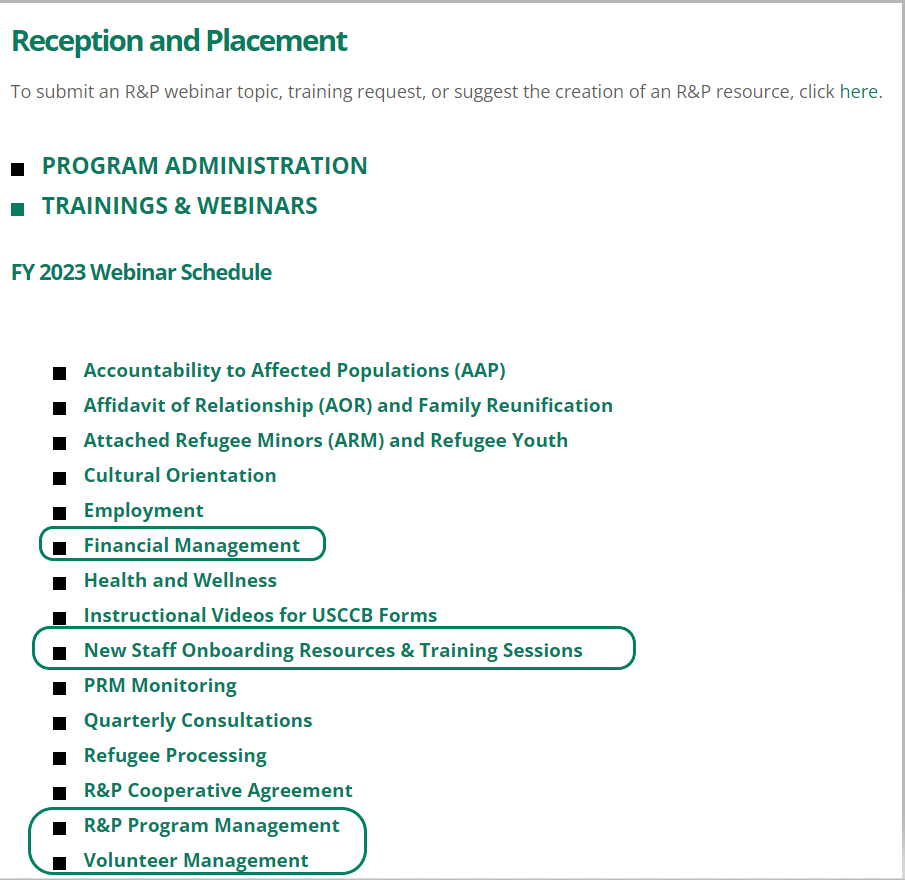 Reception and Placement
To submit an R&P webinar topic, training request, or suggest the creation of an R&P resource, click here.
PROGRAM ADMINISTRATION
TRAININGS & WEBINARS
FY 2023 Webinar Schedule
Accountability to Affected Populations (AAP)
Affidavit of Relationship (AOR) and Family Reunification
Attached Refugee Minors (ARM) and Refugee Youth
Cultural Orientation
Employment
Financial Management
Health and Wellness
Instructional Videos for USCCB Forms
New Staff Onboarding Resources & Training Sessions
PRM Monitoring
Quarterly Consultations
Refugee Processing
R&P Cooperative Agreement
R&P Program Management
Volunteer Management